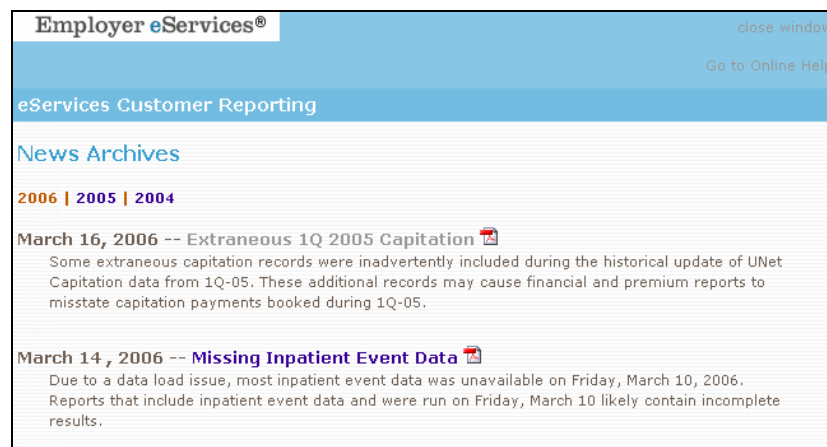 Employer eServices®
close window
Go to Online Help
eServices Customer Reporting
News Archives
2006 | 2005 | 2004
March 16, 2006 -- Extraneous 1Q 2005 Capitation
Some extraneous capitation records were inadvertently included during the historical update of UNet
Capitation data from 1Q-05. These additional records may cause financial and premium reports to
misstate capitation payments booked during 1Q-05.
March 14 , 2006 -- Missing Inpatient Event Data
Due to a data load issue, most inpatient event data was unavailable on Friday, March 10, 2006.
Reports that include inpatient event data and were run on Friday, March 10 likely contain incomplete
results.